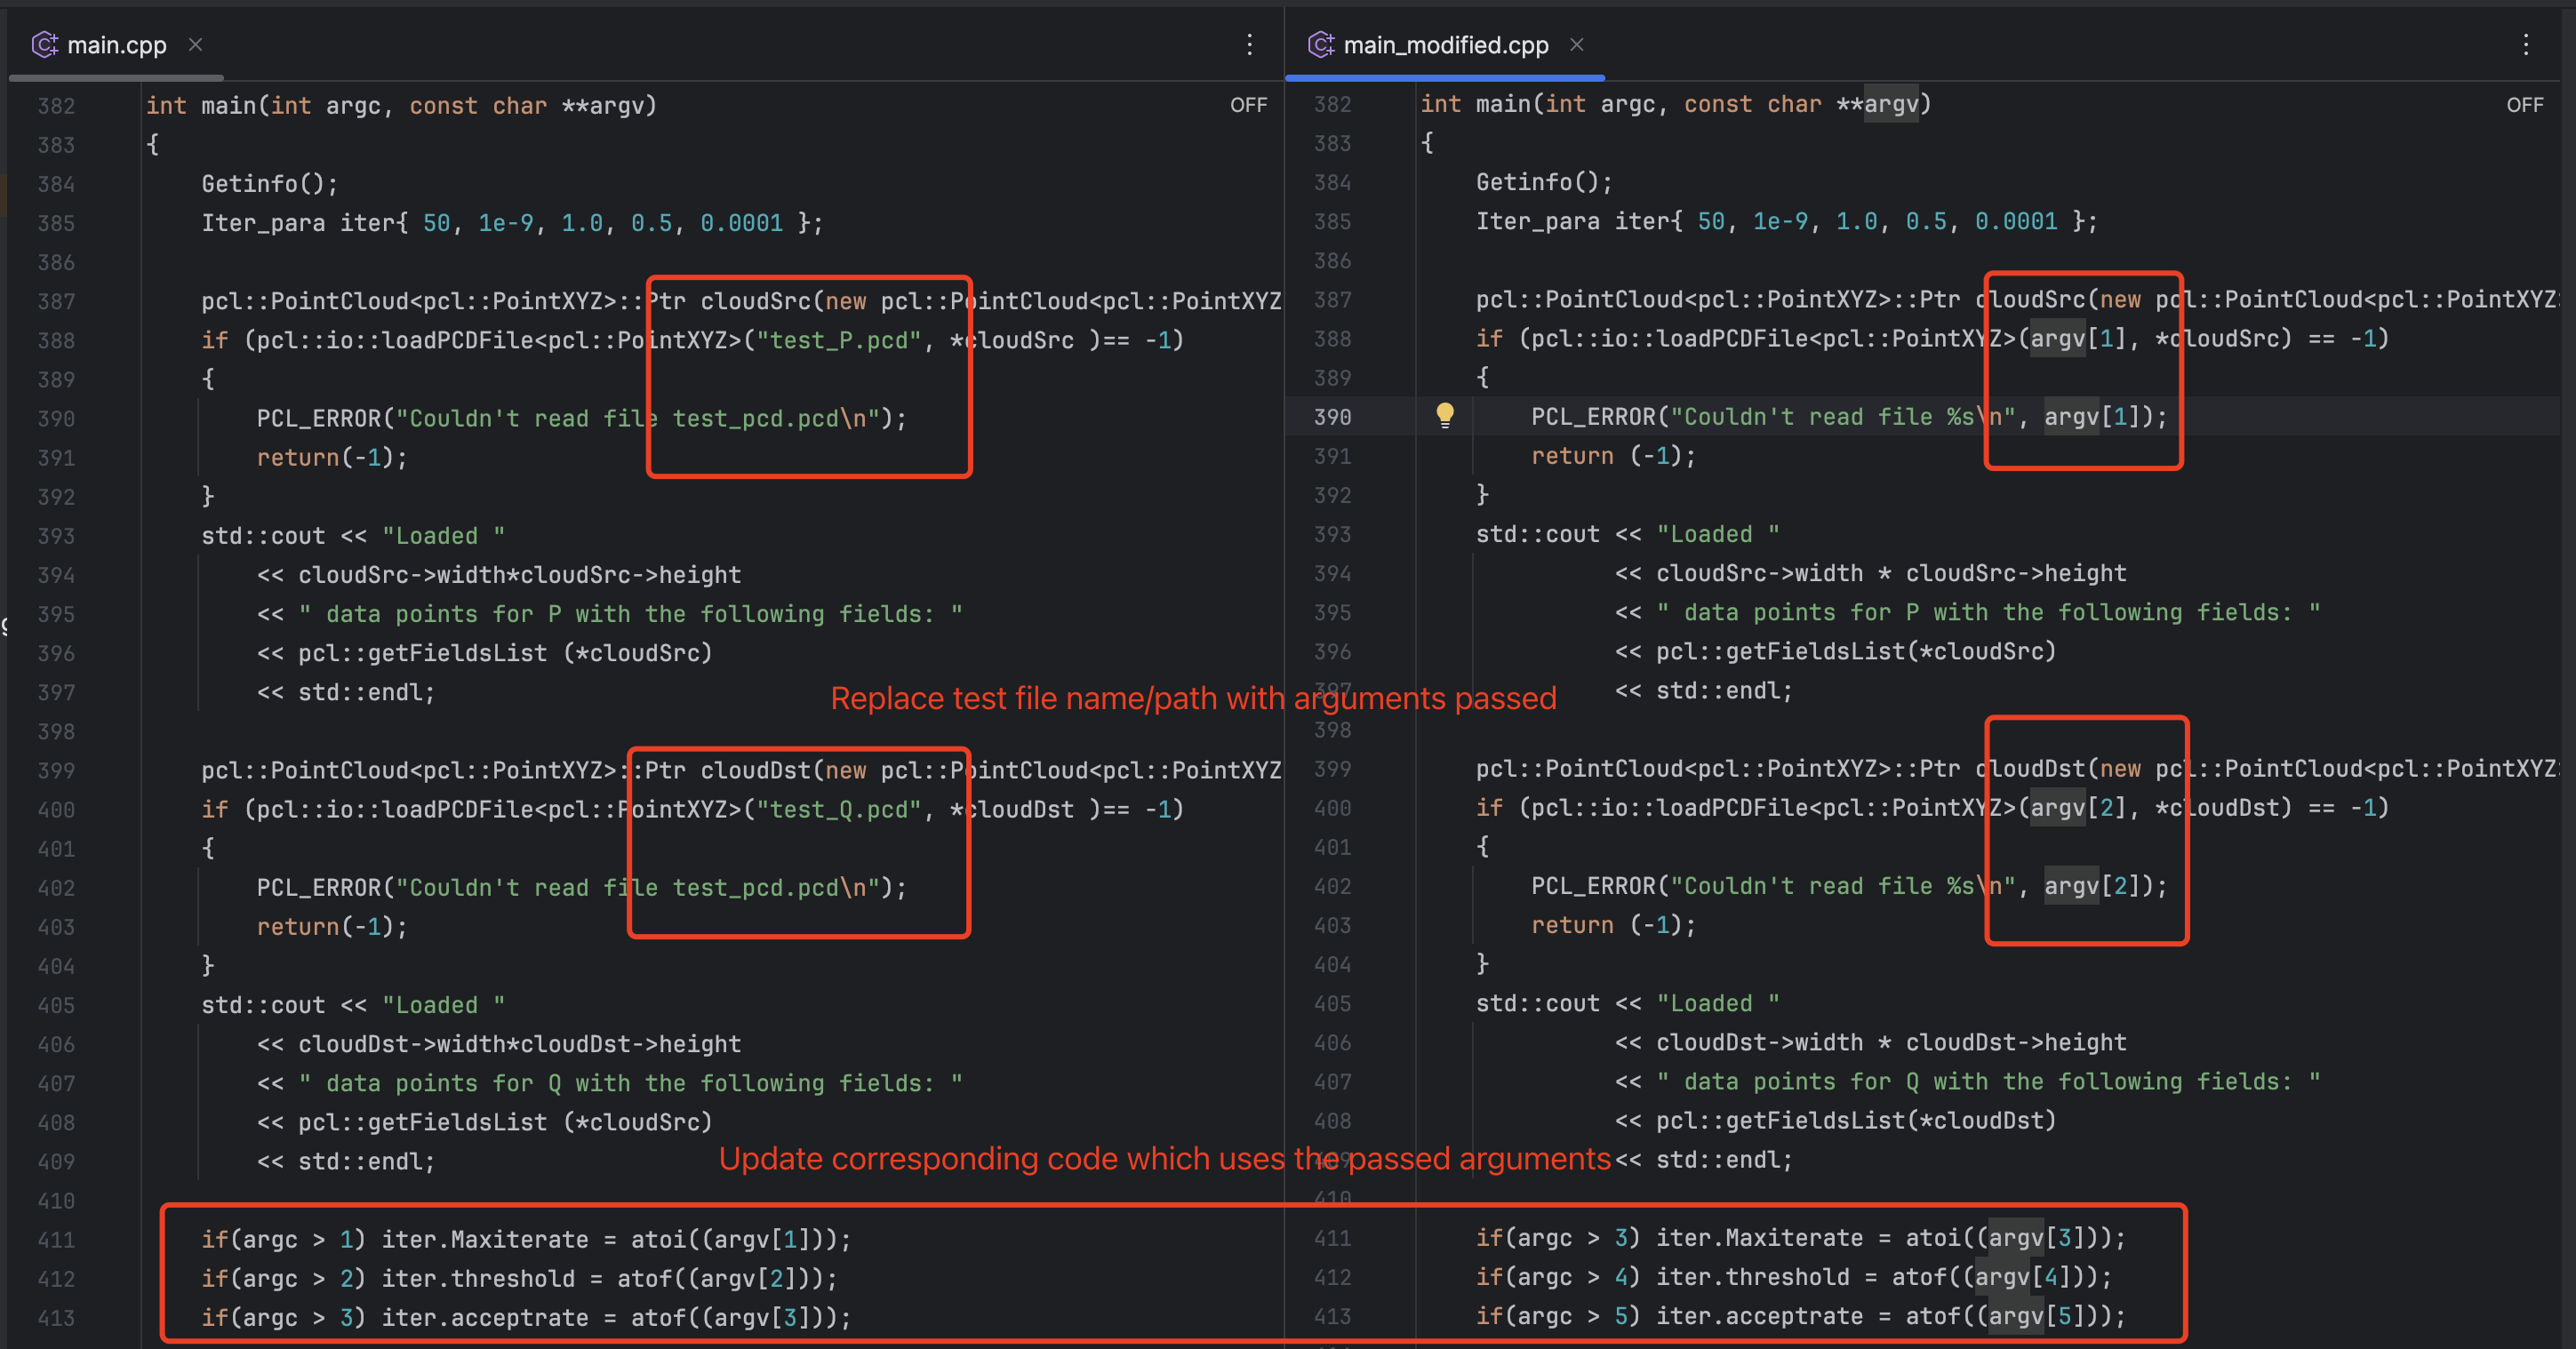 main.cpp
382 int main(int argc, const char **argv) OFF
383 {
384 Getinfo();
385 Iter_para iter{ 50, 1e-9, 1.0, 0.5, 0.0001 };
386
387 pcl::PointCloud<pcl::PointXYZ>::Ptr cloudSrc(new pcl::PointCloud<pcl::PointXYZ
388 if (pcl::io::loadPCDFile<pcl::PointXYZ>("test_P.pcd", *cloudSrc )== -1)
389 {
390 PCL_ERROR("Couldn't read file test_pcd.pcd\n");
391 return(-1);
392 }
393 std::cout << "Loaded "
394 << cloudSrc->width*cloudSrc->height
395 << " data points for P with the following fields: "
396 << pcl::getFieldsList (*cloudSrc)
397 << std::endl;
398
399 pcl::PointCloud<pcl::PointXYZ>::Ptr cloudDst(new pcl::PointCloud<pcl::PointXYZ
400 if (pcl::io::loadPCDFile<pcl::PointXYZ>("test_Q.pcd", *cloudDst )== -1)
401 {
402 PCL_ERROR("Couldn't read file test_pcd.pcd\n");
403 return(-1);
404 }
405 std::cout << "Loaded "
406 << cloudDst->width*cloudDst->height
407 << " data points for Q with the following fields: "
408 << pcl::getFieldsList (*cloudSrc)
409 << std::endl;
410
411 if(argc > 1) iter.Maxiterate = atoi((argv[1]));
412 if(argc > 2) iter.threshold = atof((argv[2]));
413 if(argc > 3) iter.acceptrate = atof((argv[3]));
Replace test file name/path with arguments passed
Update corresponding code which uses the passed arguments
main_modified.cpp
382 int main(int argc, const char **argv) OFF
383 {
384 Getinfo();
385 Iter_para iter{ 50, 1e-9, 1.0, 0.5, 0.0001 };
386
387 pcl::PointCloud<pcl::PointXYZ>::Ptr cloudSrc(new pcl::PointCloud<pcl::PointXYZ
388 if (pcl::io::loadPCDFile<pcl::PointXYZ>(argv[1], *cloudSrc) == -1)
389 {
390 PCL_ERROR("Couldn't read file %s\n", argv[1]);
391 return (-1);
392 }
393 std::cout << "Loaded "
394 << cloudSrc->width * cloudSrc->height
395 << " data points for P with the following fields: "
396 << pcl::getFieldsList(*cloudSrc)
397 << std::endl;
398
399 pcl::PointCloud<pcl::PointXYZ>::Ptr cloudDst(new pcl::PointCloud<pcl::PointXYZ
400 if (pcl::io::loadPCDFile<pcl::PointXYZ>(argv[2], *cloudDst) == -1)
401 {
402 PCL_ERROR("Couldn't read file %s\n", argv[2]);
403 return (-1);
404 }
405 std::cout << "Loaded "
406 << cloudDst->width * cloudDst->height
407 << " data points for Q with the following fields: "
408 << pcl::getFieldsList(*cloudDst)
409 << std::endl;
410
411 if(argc > 3) iter.Maxiterate = atoi((argv[3]));
412 if(argc > 4) iter.threshold = atof((argv[4]));
413 if(argc > 5) iter.acceptrate = atof((argv[5]));